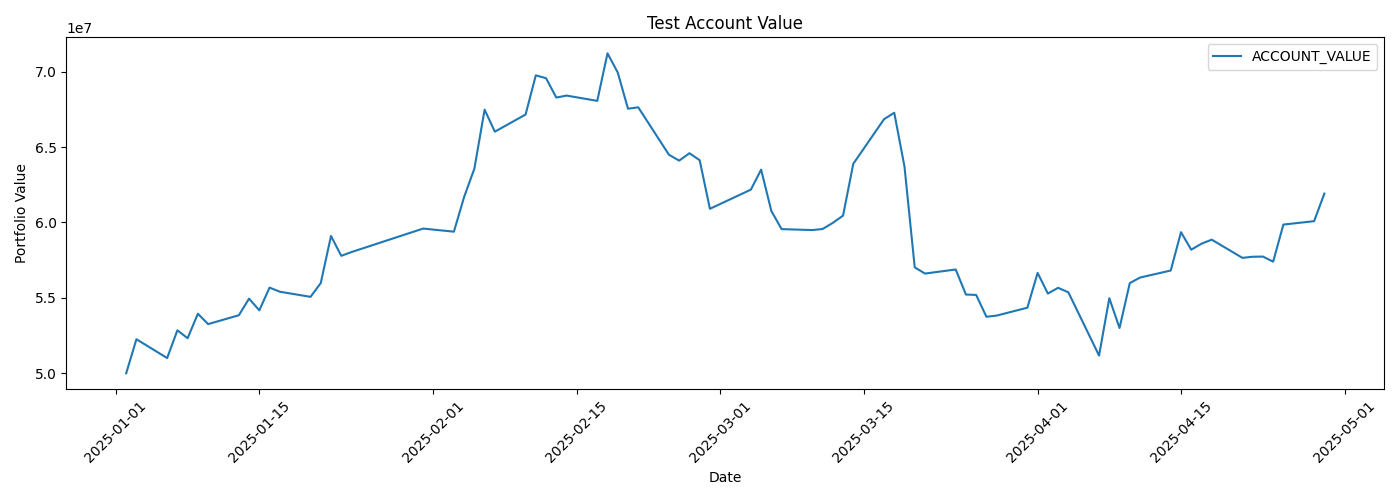 Test Account Value
1e7
ACCOUNT_VALUE
7.0
6.5
6.0
5.5
5.0
Portfolio Value
2025-01-01
2025-01-15
2025-02-01
2025-02-15
2025-03-01
2025-03-15
2025-04-01
2025-04-15
2025-05-01
Date